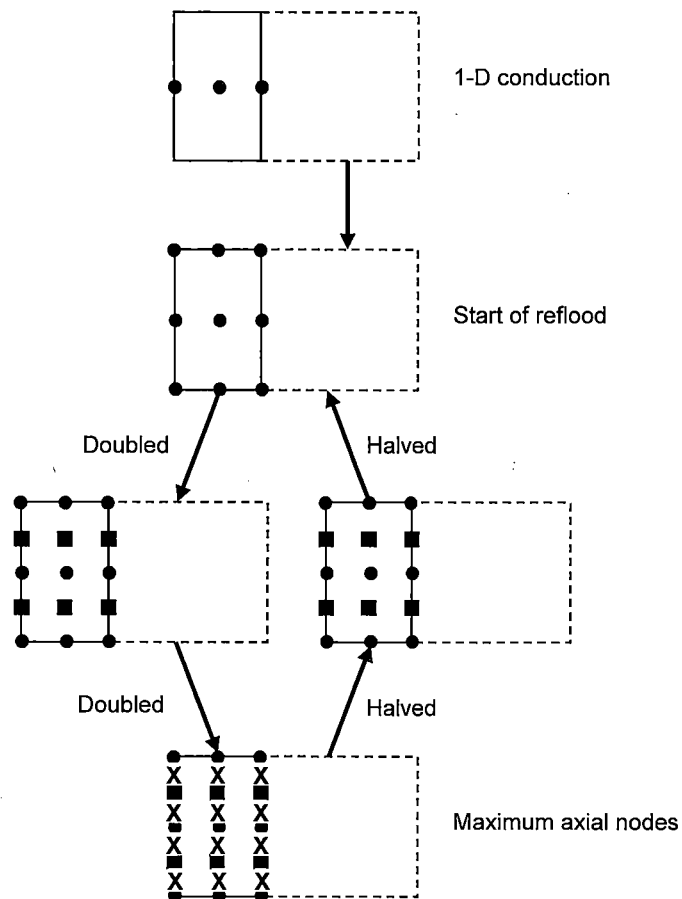 1-D conduction
Start of reflood
Doubled
Halved
Doubled
Halved
X X X
X X X
X X X
X X X
Maximum axial nodes